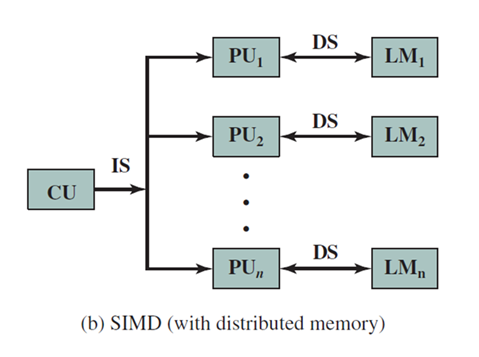 PU₁ DS LM₁
PU₂ DS LM₂
IS
CU
PUₙ DS LMₙ
(b) SIMD (with distributed memory)